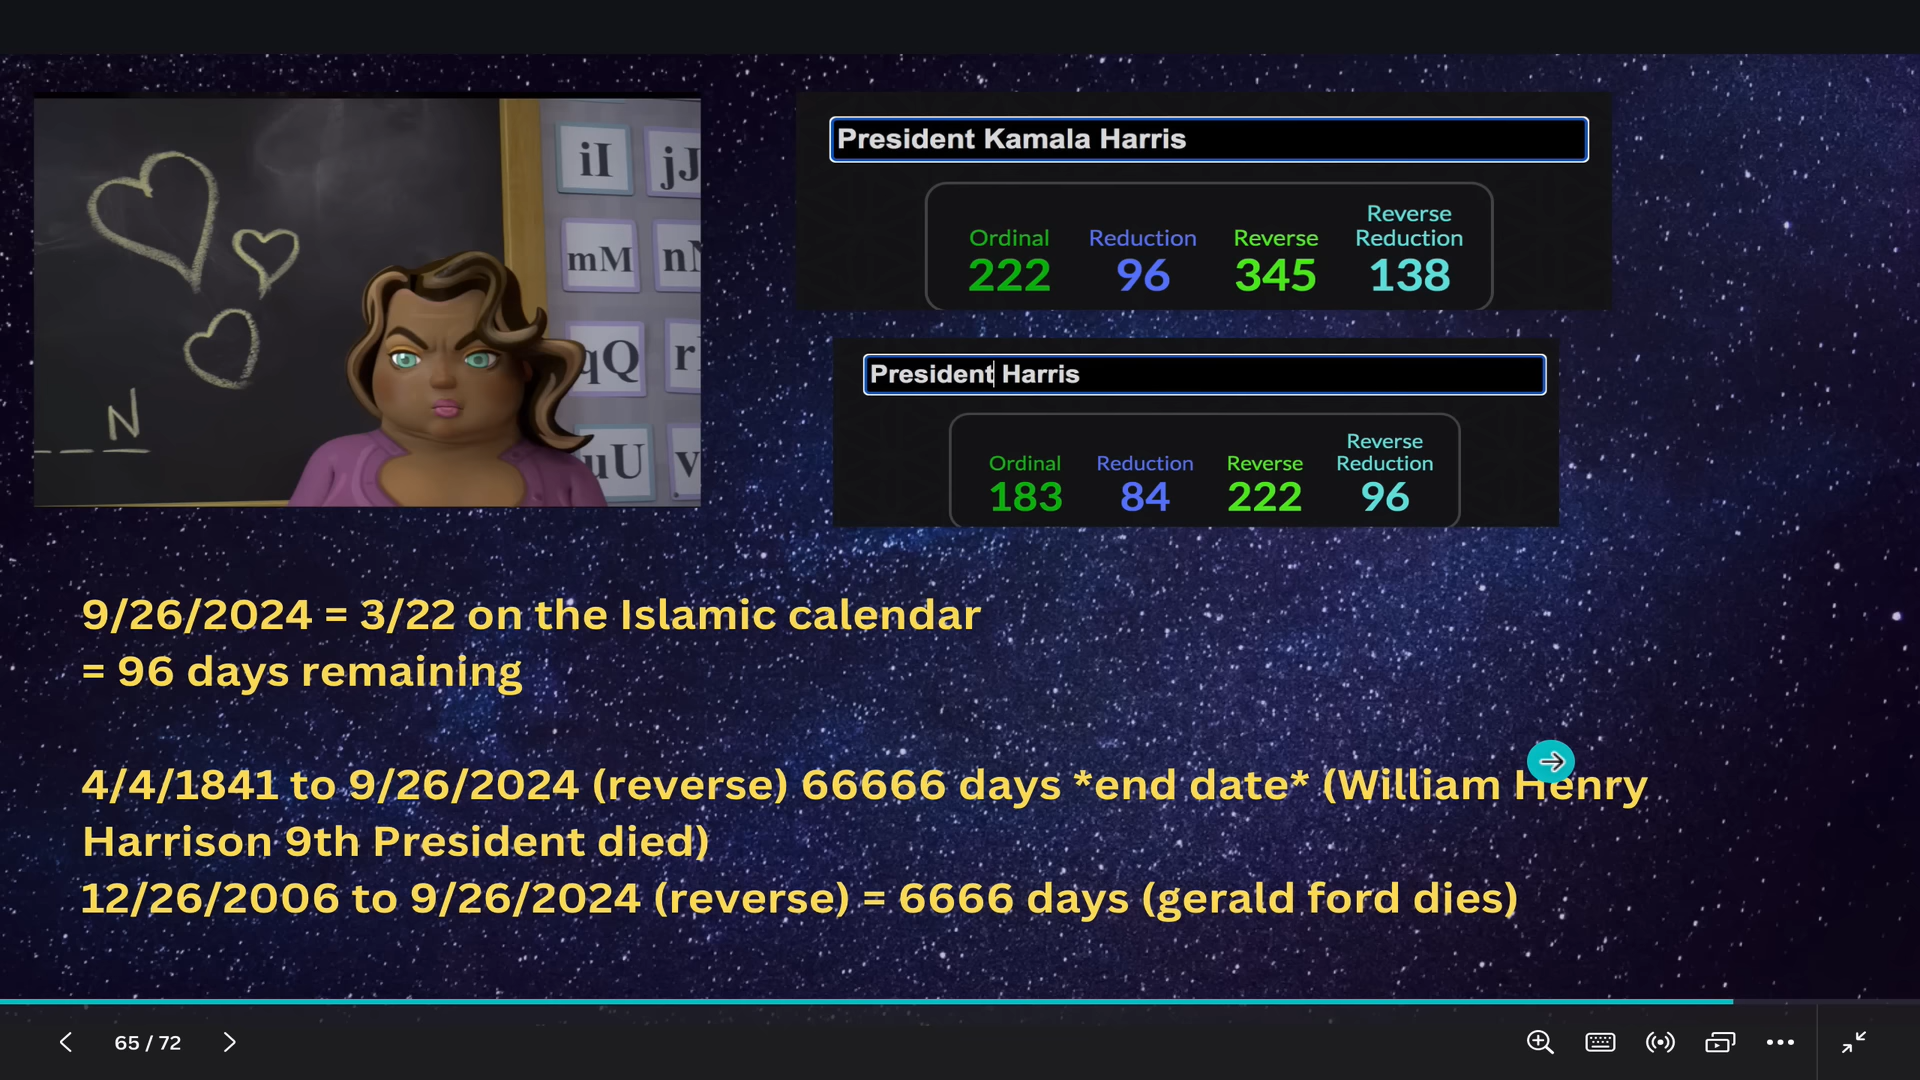 iI
jJ
mM
nN
qQ
uU
N
President Kamala Harris
Ordinal
Reduction
Reverse
Reverse Reduction
222
96
345
138
President Harris
Ordinal
Reduction
Reverse
Reverse Reduction
183
84
222
96
9/26/2024 = 3/22 on the Islamic calendar
= 96 days remaining
4/4/1841 to 9/26/2024 (reverse) 66666 days *end date* (William Henry
Harrison 9th President died)
12/26/2006 to 9/26/2024 (reverse) = 6666 days (gerald ford dies)
65 / 72